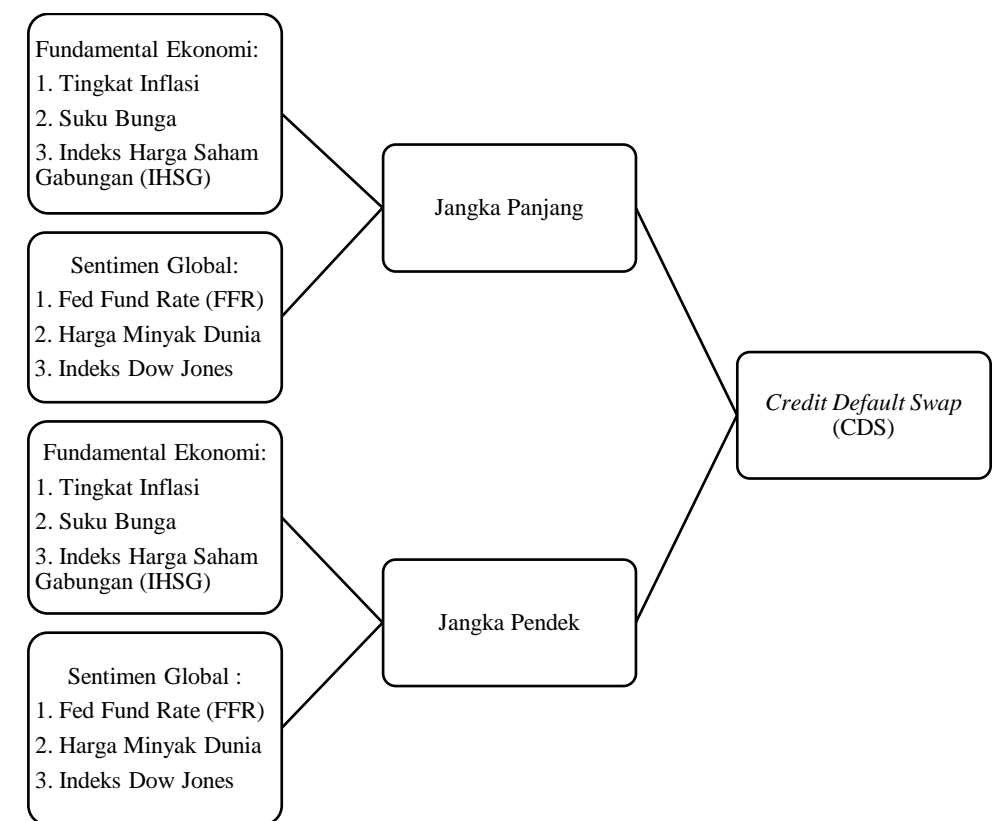 Fundamental Ekonomi:
1. Tingkat Inflasi
2. Suku Bunga
3. Indeks Harga Saham
Gabungan (IHSG)
Sentimen Global:
1. Fed Fund Rate (FFR)
2. Harga Minyak Dunia
3. Indeks Dow Jones
Jangka Panjang
Fundamental Ekonomi:
1. Tingkat Inflasi
2. Suku Bunga
3. Indeks Harga Saham
Gabungan (IHSG)
Sentimen Global :
1. Fed Fund Rate (FFR)
2. Harga Minyak Dunia
3. Indeks Dow Jones
Jangka Pendek
Credit Default Swap
(CDS)